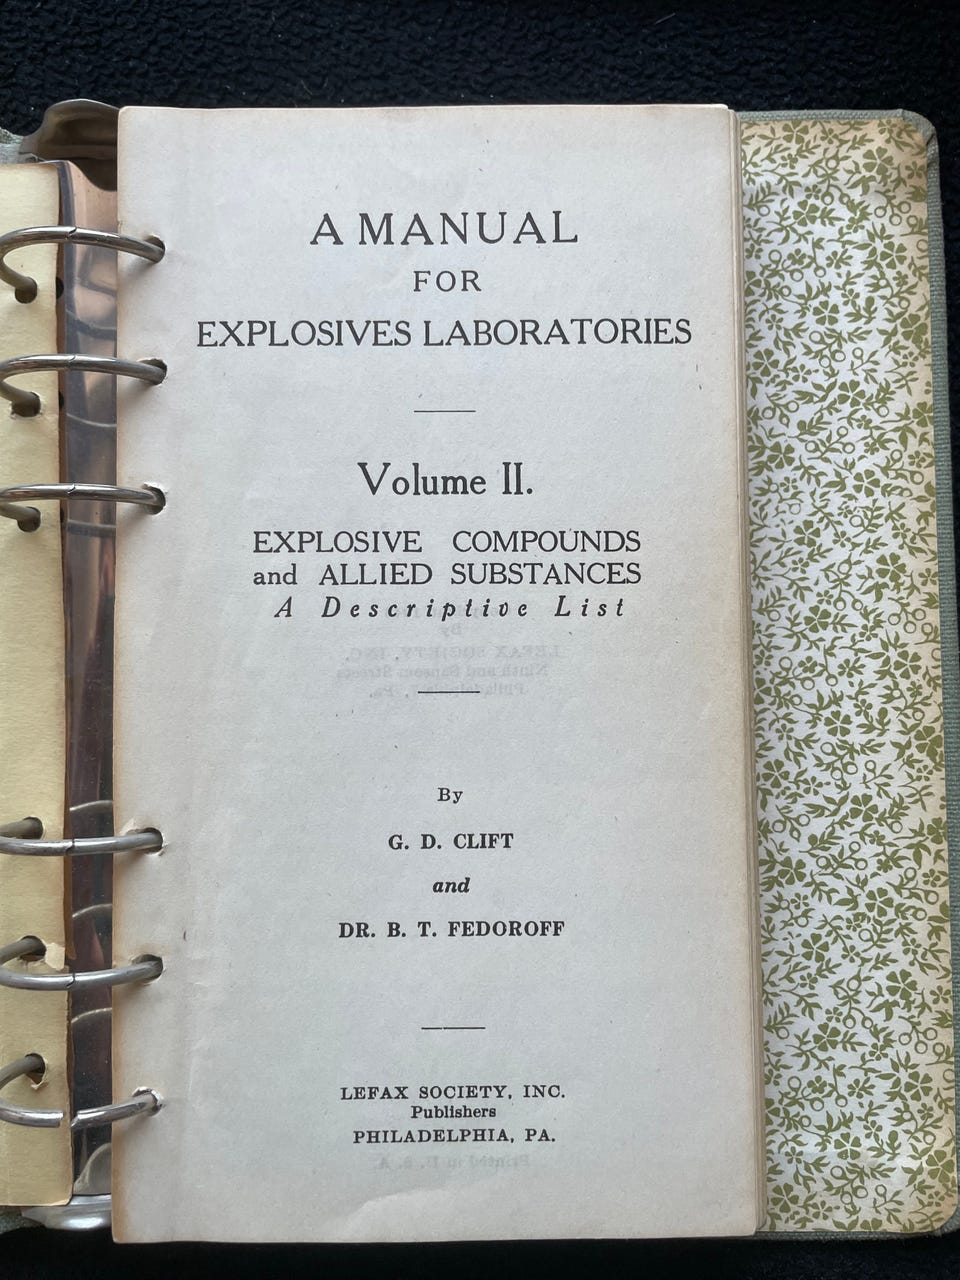 A MANUAL
FOR
EXPLOSIVES LABORATORIES
Volume II.
EXPLOSIVE COMPOUNDS
and ALLIED SUBSTANCES
A Descriptive List
By
G. D. CLIFT
and
DR. B. T. FEDOROFF
LEFAX SOCIETY, INC.
Publishers
PHILADELPHIA, PA.